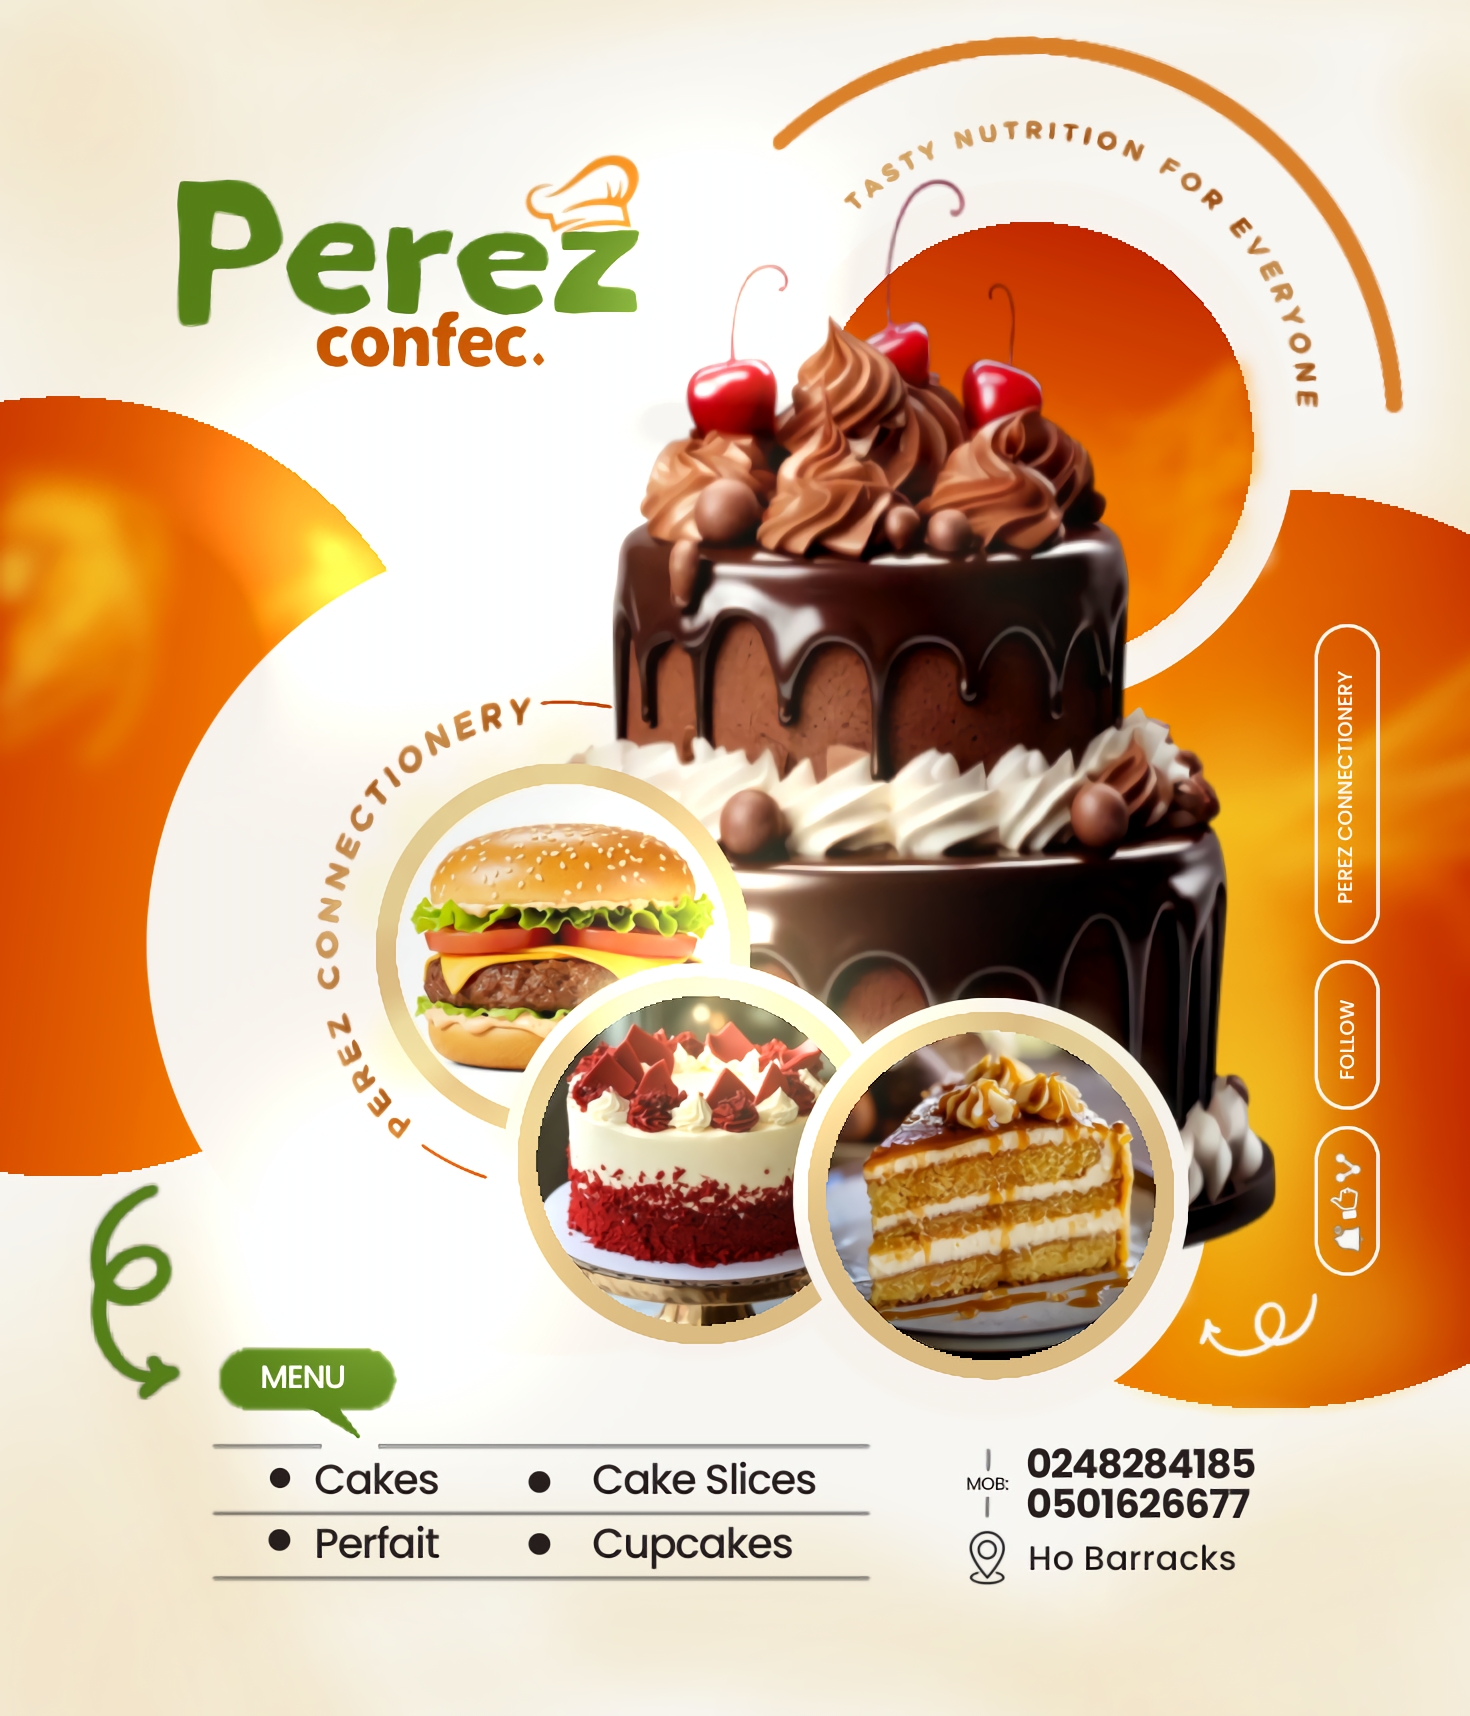 TASTY NUTRITION FOR EVERYONE
Perez
confec.
PEREZ CONNECTIONERY
PEREZ CONNECTIONERY
FOLLOW
MENU
Cakes
Cake Slices
Perfait
Cupcakes
MOB:
0248284185
0501626677
Ho Barracks